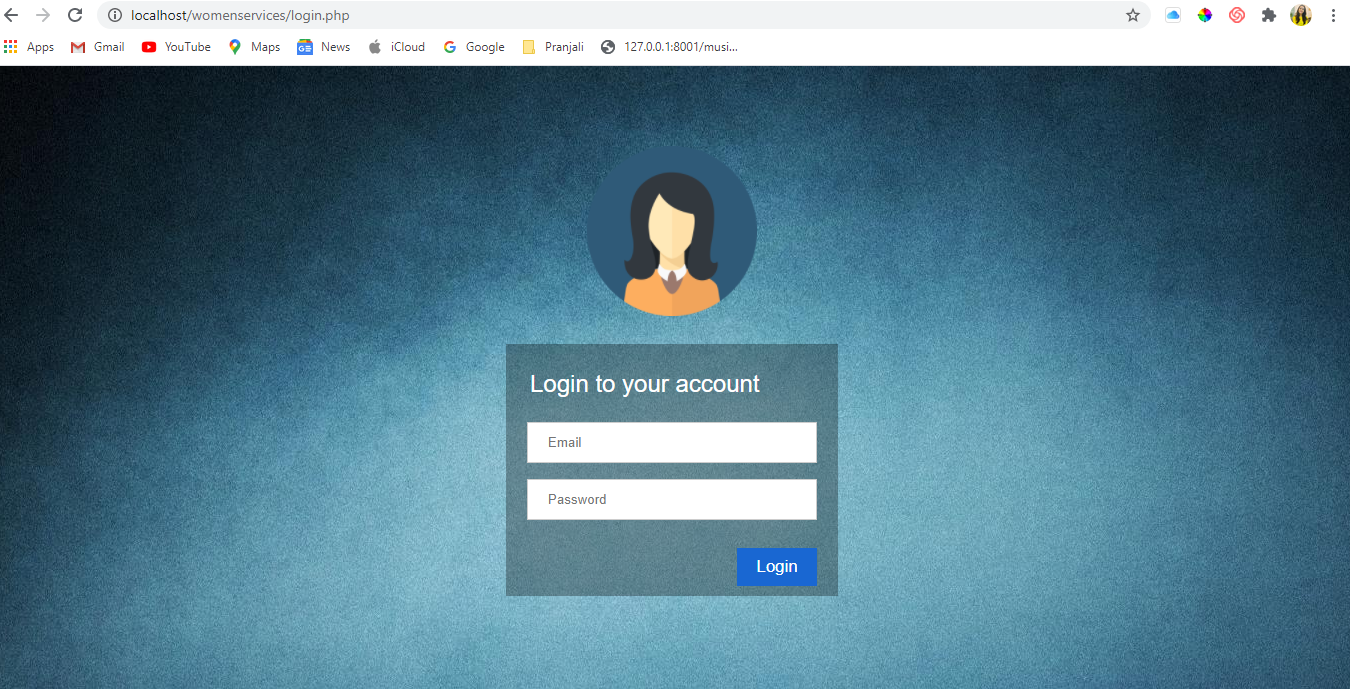 localhost/womenservices/login.php
Apps Gmail YouTube Maps News iCloud Google Pranjali 127.0.0.1:8001/musi...
Login to your account
Email
Password
Login